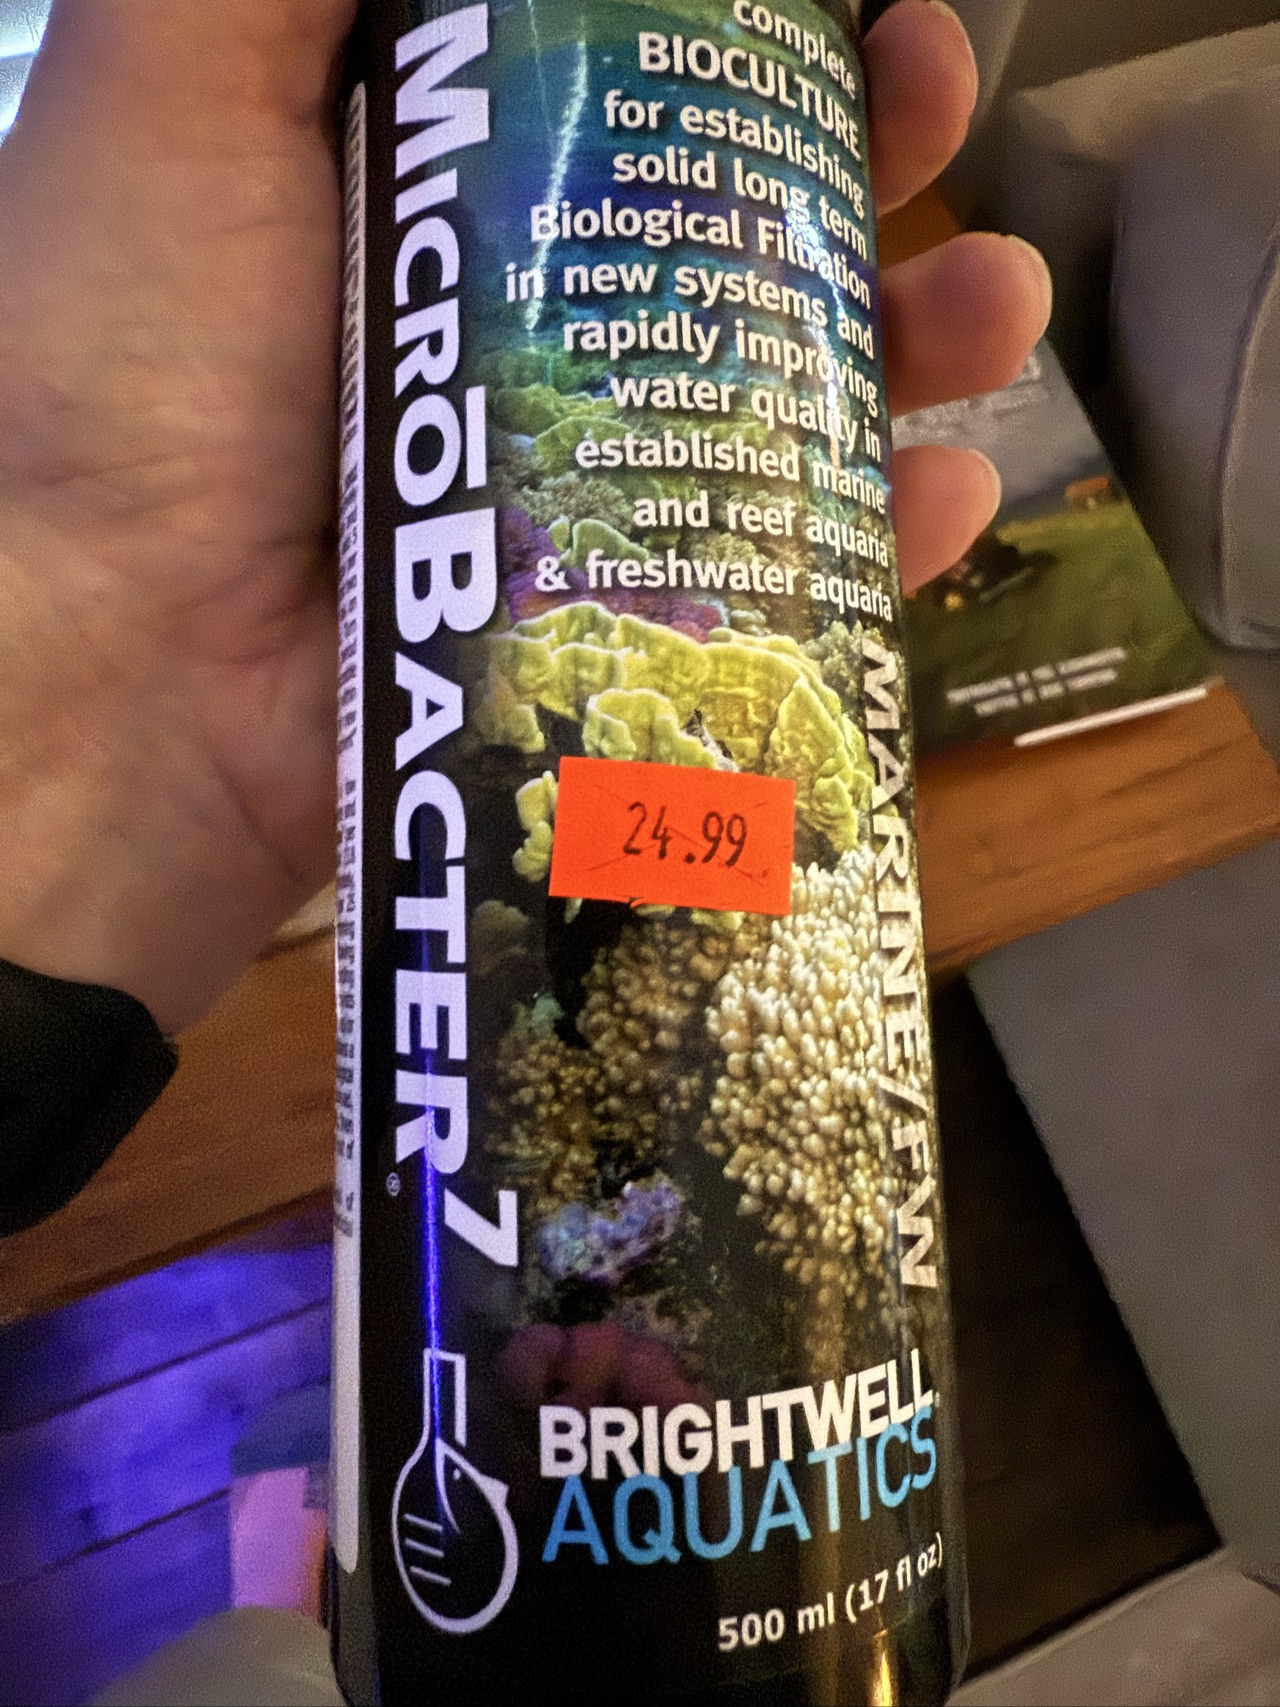 MICRŌBACTER7
®
complete
BIOCULTURE
for establishing
solid long term
Biological Filtration
in new systems and
rapidly improving
water quality in
established marine
and reef aquaria
& freshwater aquaria
MARINE/FW
24.99
BRIGHTWELL
AQUATICS
500 ml (17 fl oz)